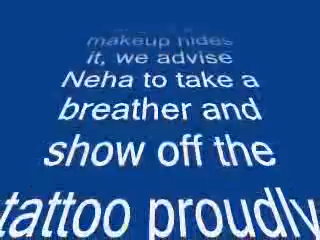 makeup hides
it, we advise
Neha to take a
breather and
show off the
tattoo proudly